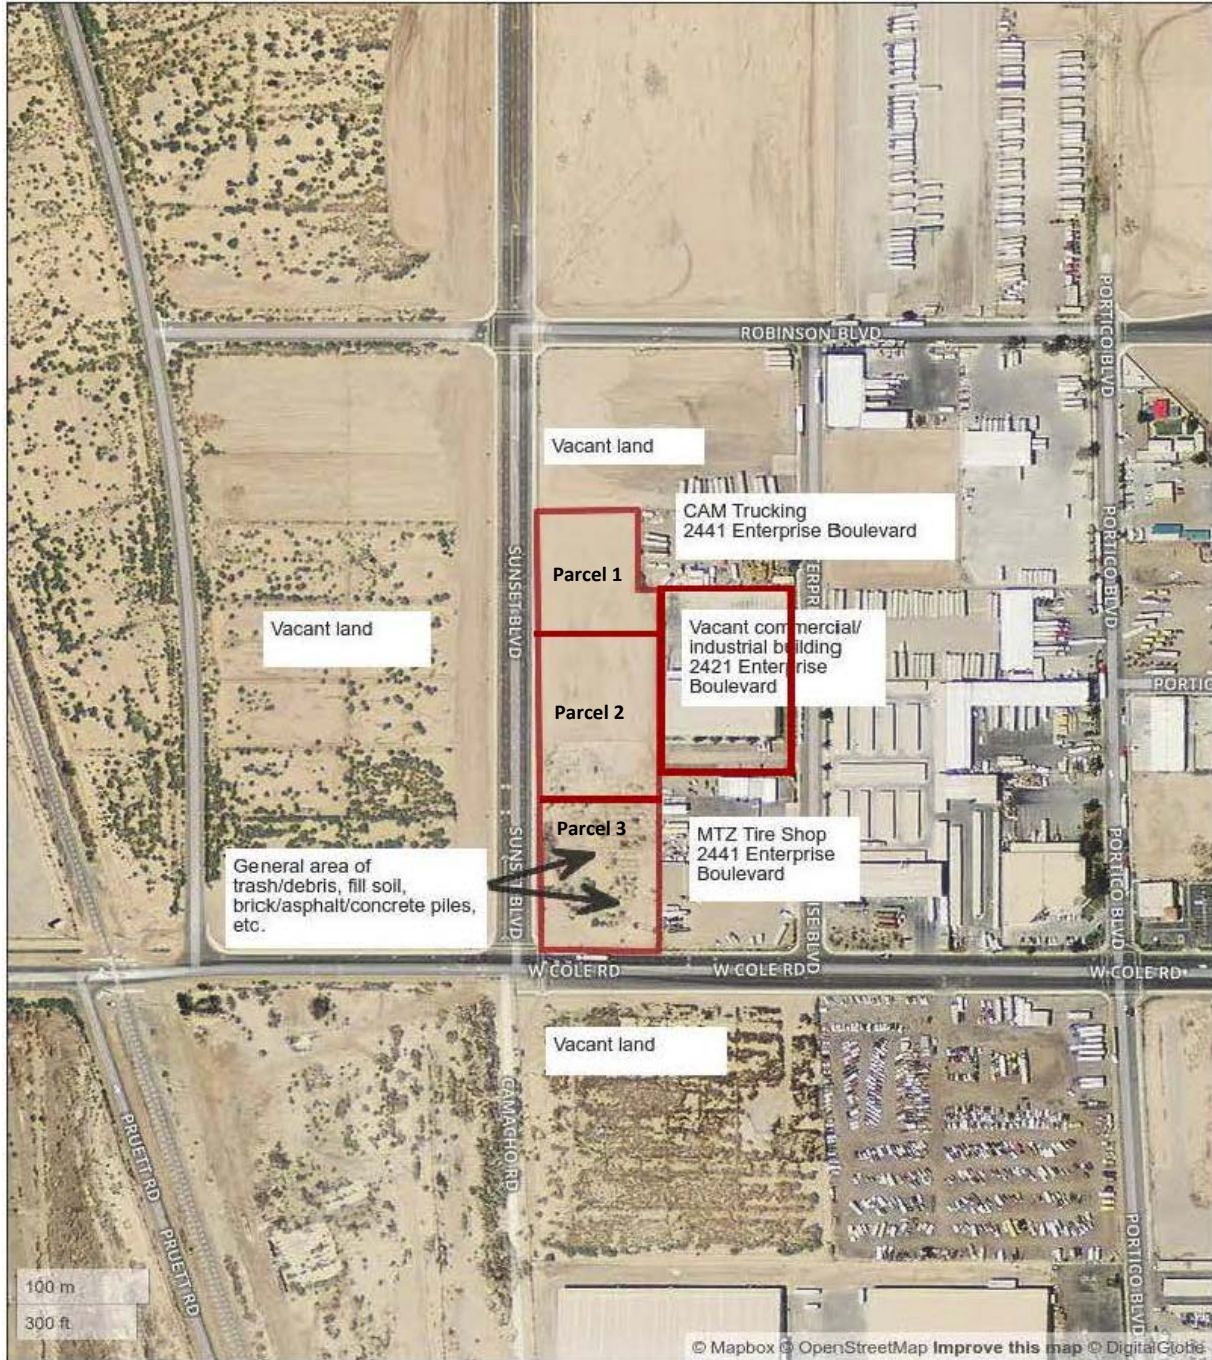 ROBINSON BLVD
PORTICO BLVD
Vacant land
CAM Trucking
2441 Enterprise Boulevard
PORTICO BLVD
SUNSET BLVD
Parcel 1
ERPR
Vacant land
Vacant commercial/
industrial building
2421 Enterprise
Boulevard
PORTIC
Parcel 2
Parcel 3
MTZ Tire Shop
2441 Enterprise
Boulevard
General area of
trash/debris, fill soil,
brick/asphalt/concrete piles,
etc.
SUNSET BLVD
ISE BLVD
PORTICO BLVD
W COLE RD
W COLE RD
W COLE RD
Vacant land
CAMACHO RD
PRUETT RD
PRUETT RD
PORTICO BLVD
100 m
300 ft
© Mapbox © OpenStreetMap Improve this map © DigitalGlobe